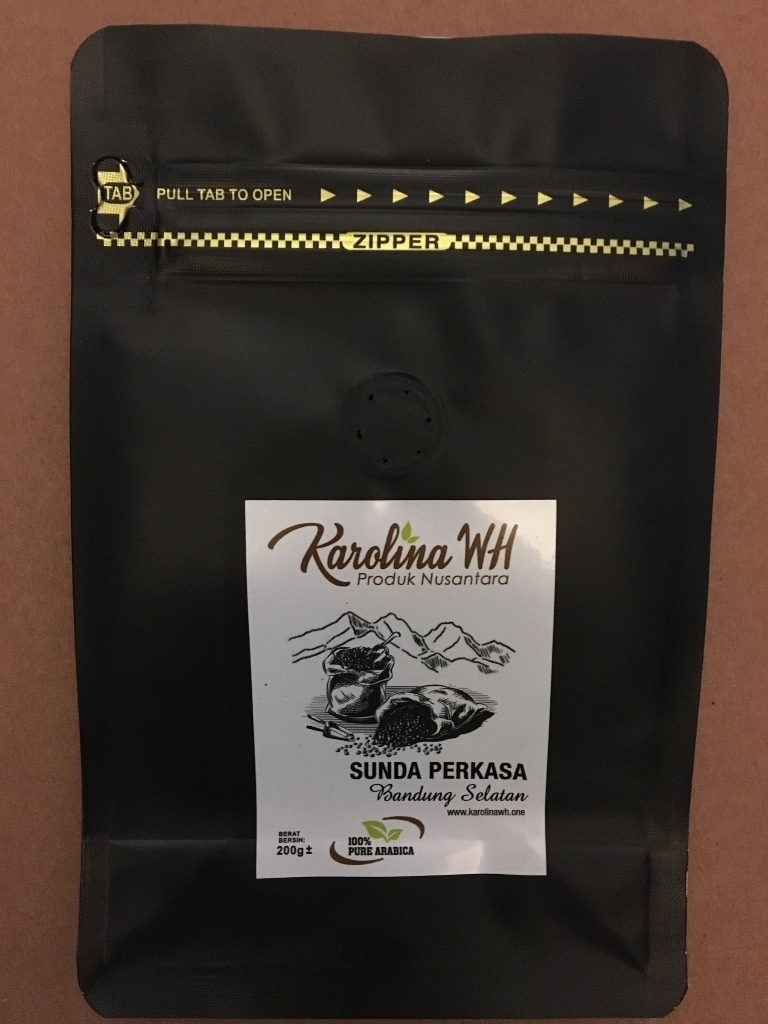 TAB
PULL TAB TO OPEN
ZIPPER
Karolina WH
Produk Nusantara
SUNDA PERKASA
Bandung Selatan
www.karolinawh.one
BERAT
BERSIH:
200g±
100%
PURE ARABICA